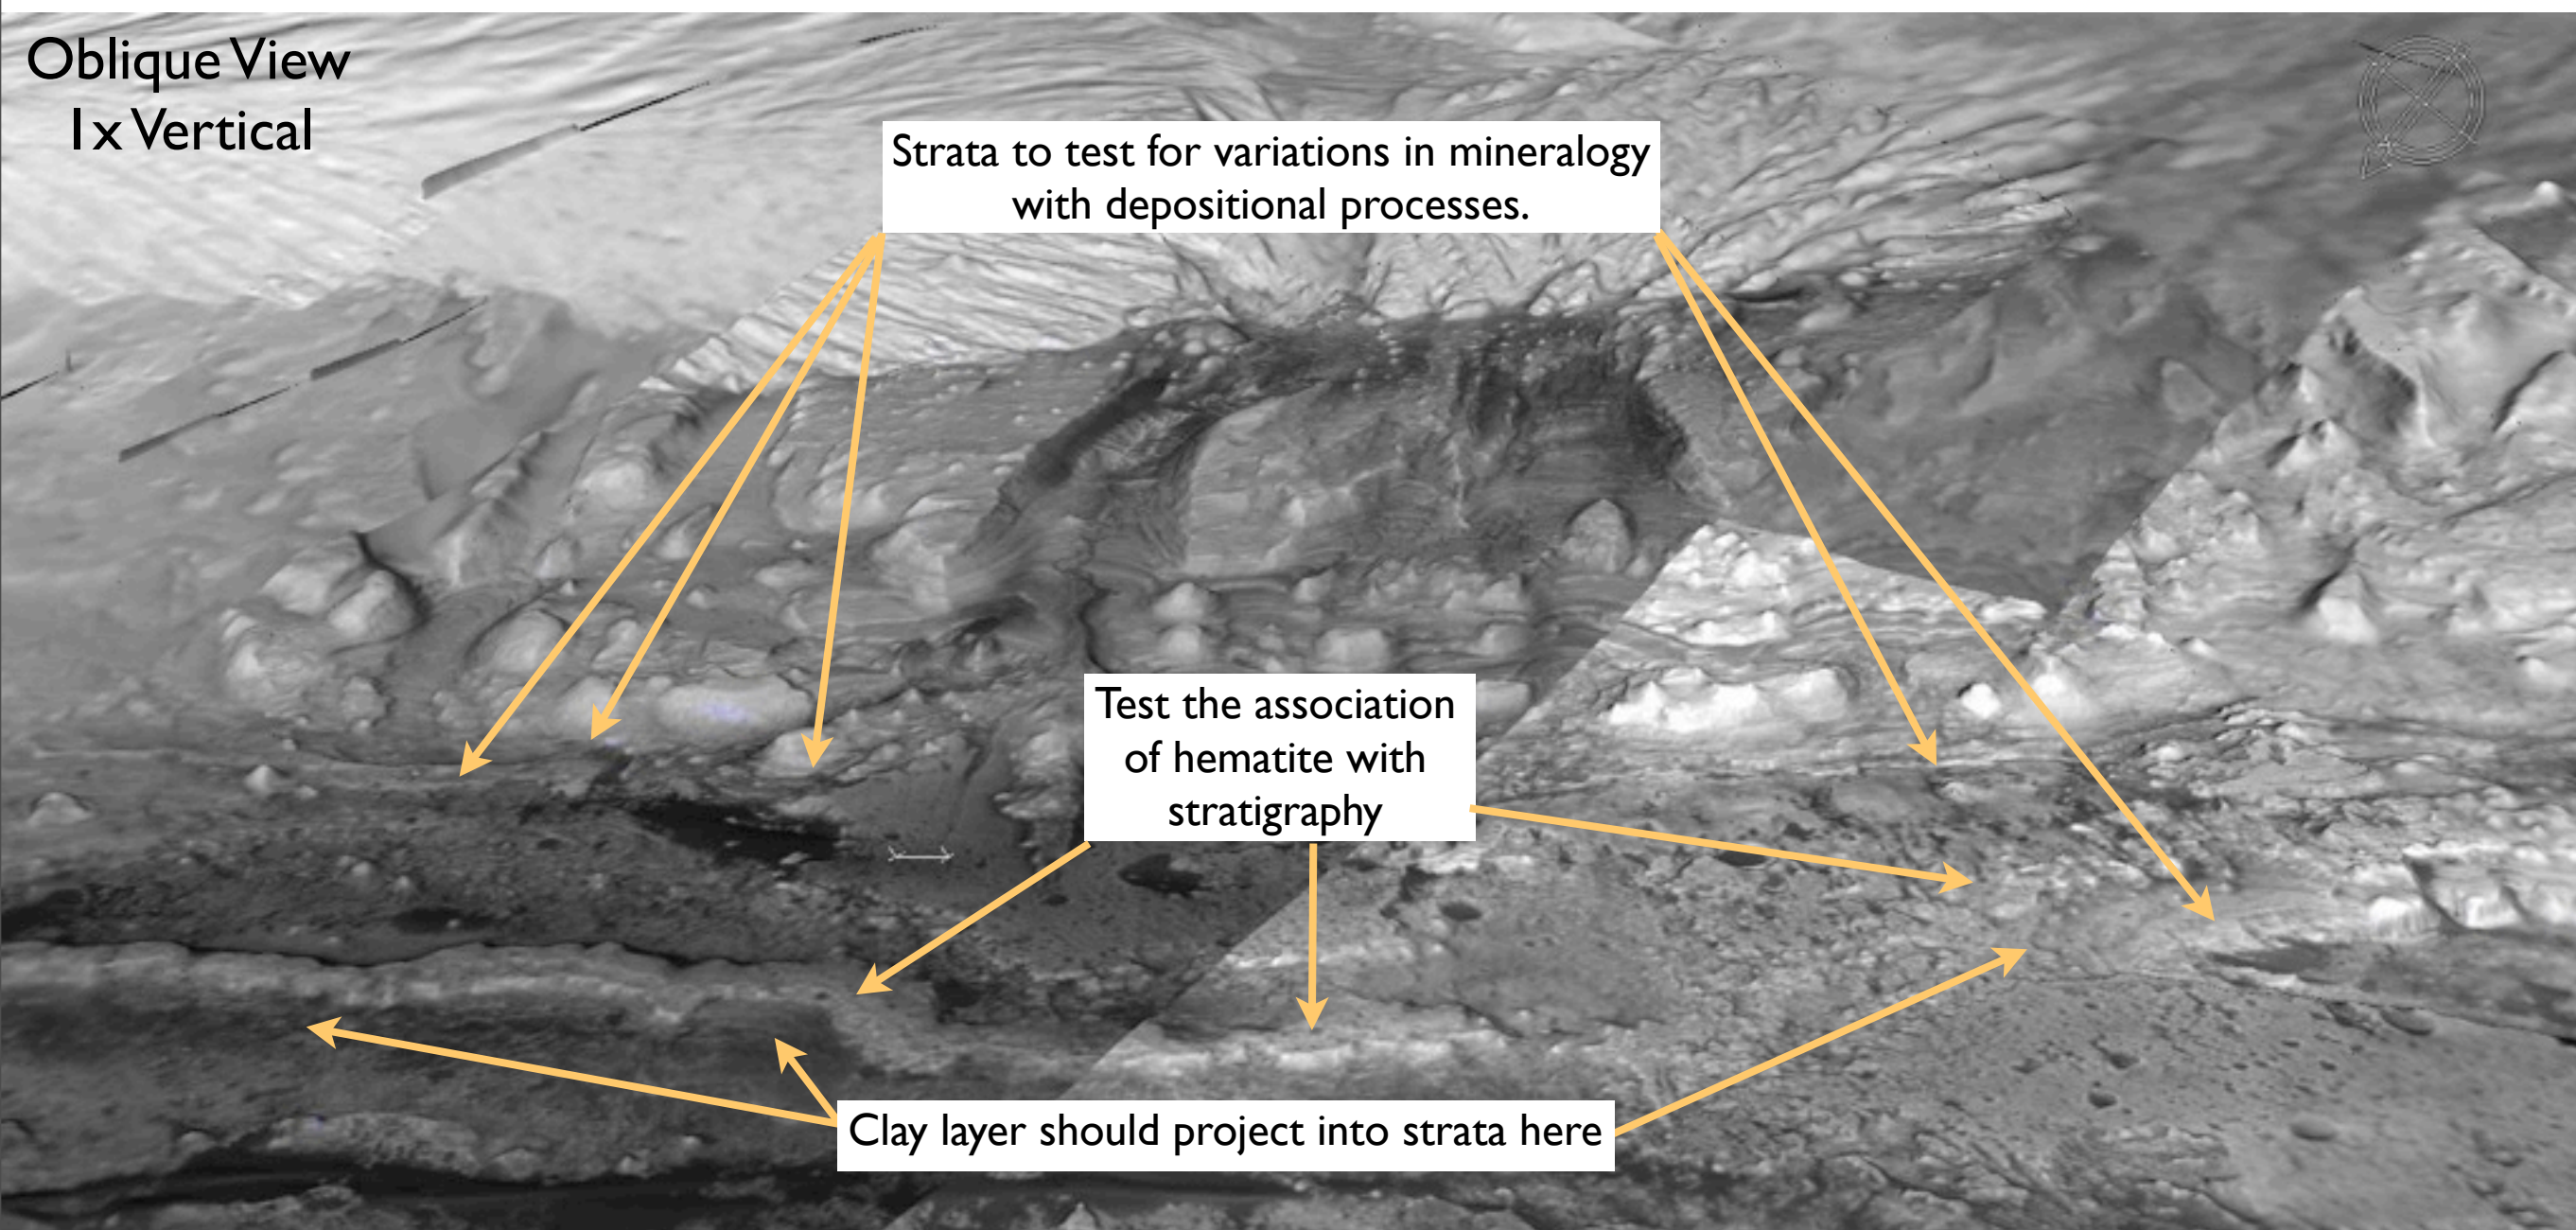 Oblique View
1x Vertical
Strata to test for variations in mineralogy
with depositional processes.
Test the association
of hematite with
stratigraphy
Clay layer should project into strata here